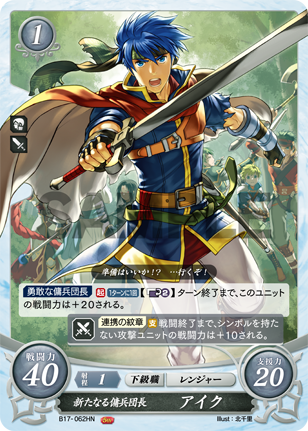 1
SAMPLE
準備はいいか!? …行くぞ!
勇敢な傭兵団長 起 1ターンに1回 【2】ターン終了まで、このユニット
の戦闘力は+20される。
連携の紋章 支 戦闘終了まで、シンボルを持た
ない攻撃ユニットの戦闘力は+10される。
戦闘力
40
射程 1 下級職 レンジャー
支援力
20
新たなる傭兵団長 アイク
B17-062HN
Illust:北千里